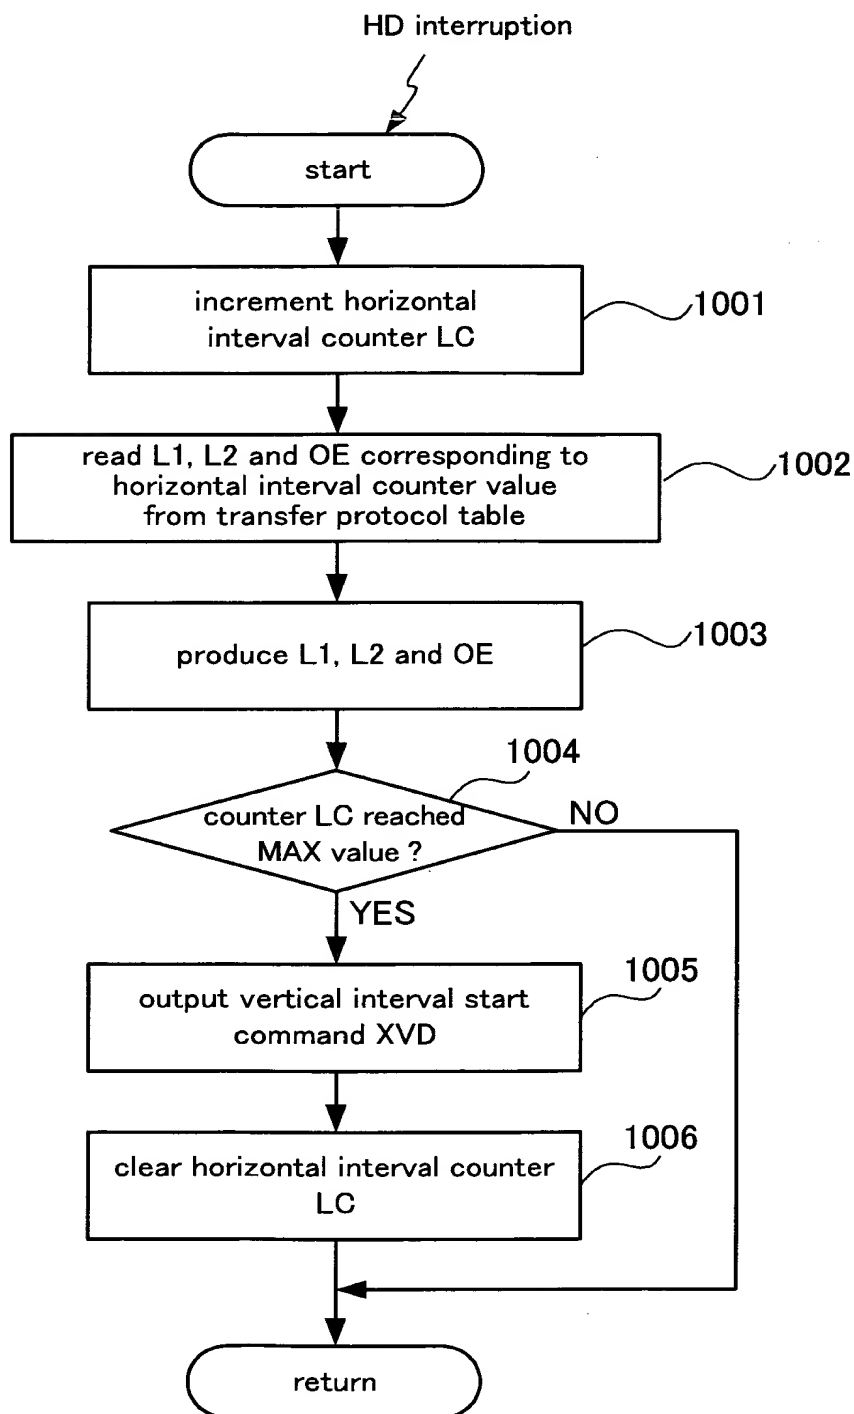 HD interruption
start
increment horizontal
interval counter LC
1001
read L1, L2 and OE corresponding to
horizontal interval counter value
from transfer protocol table
1002
produce L1, L2 and OE
1003
1004
counter LC reached
MAX value ?
NO
YES
output vertical interval start
command XVD
1005
clear horizontal interval counter
LC
1006
return